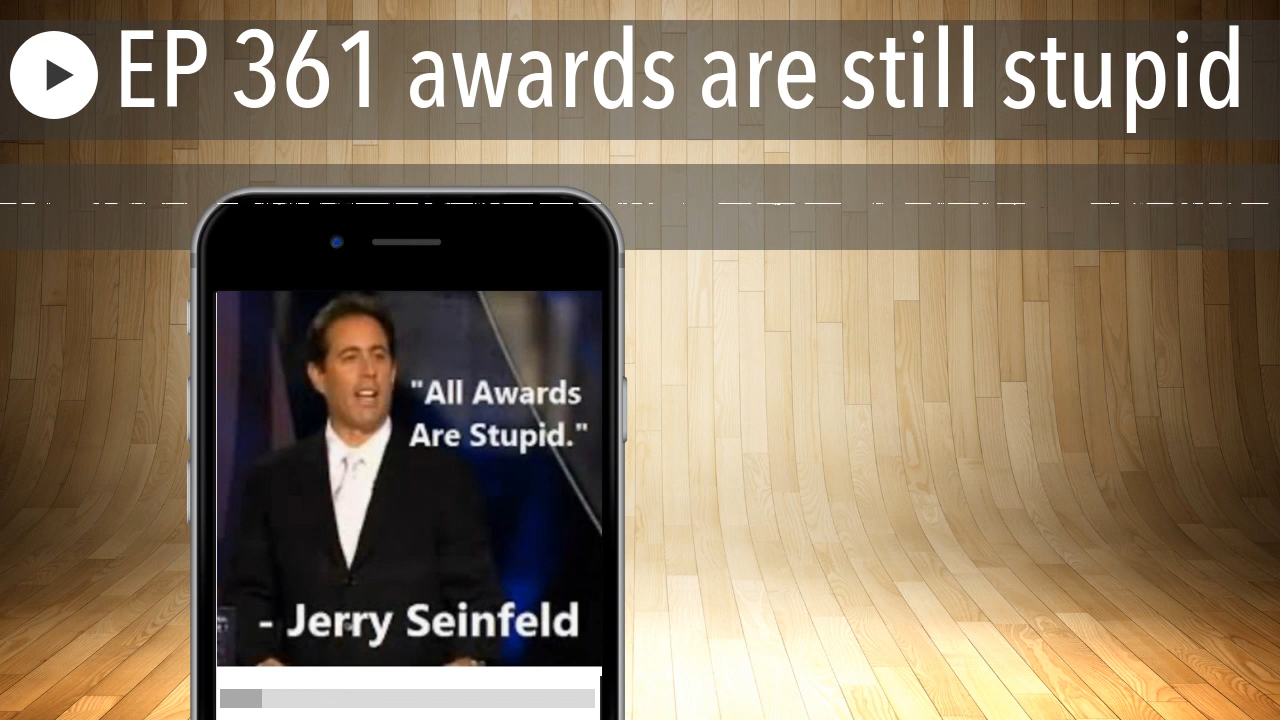 EP 361 awards are still stupid
"All Awards
Are Stupid."
- Jerry Seinfeld